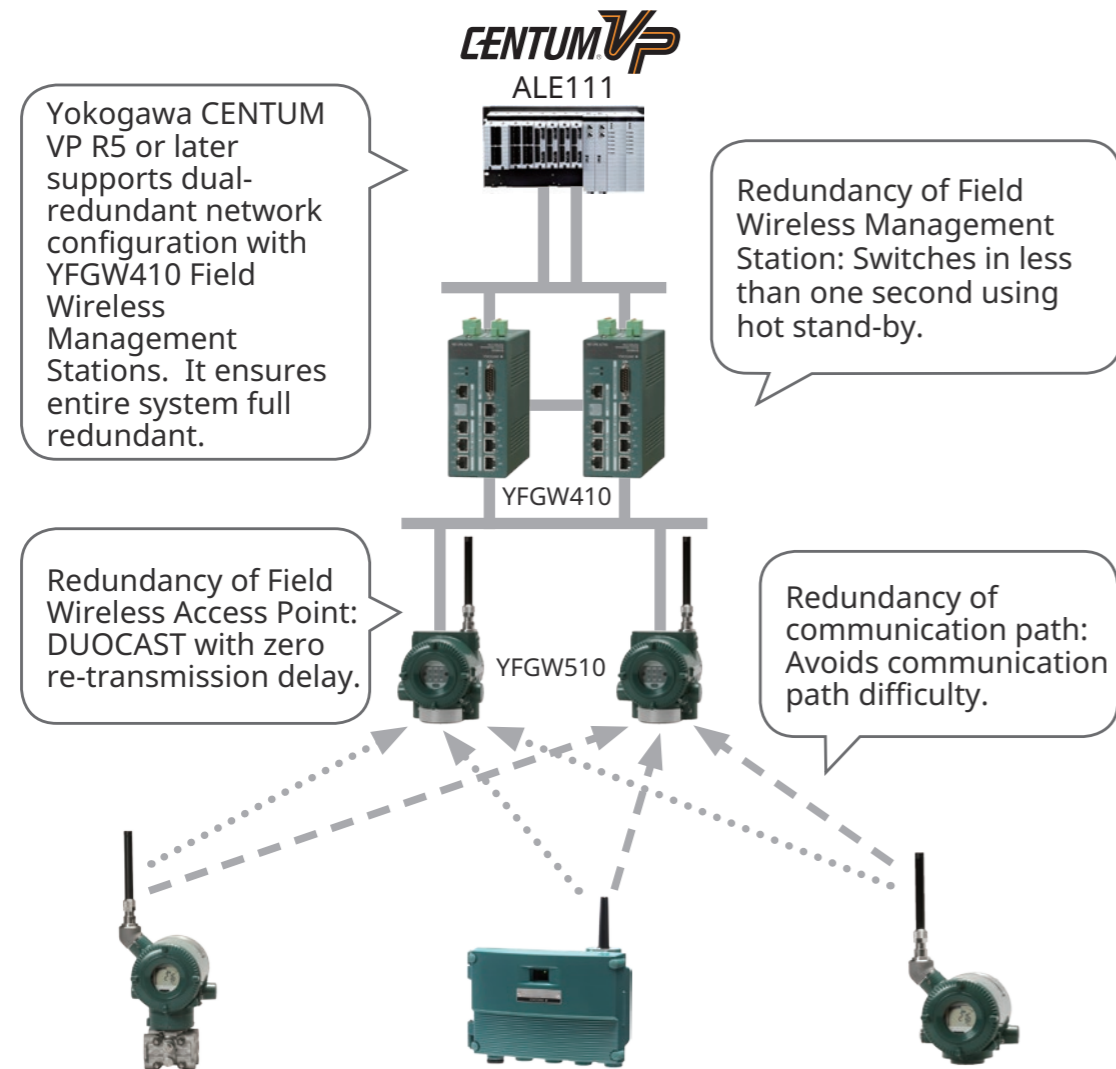 CENTUM VP
ALE111
Yokogawa CENTUM
VP R5 or later
supports dual-
redundant network
configuration with
YFGW410 Field
Wireless
Management
Stations.  It ensures
entire system full
redundant.
Redundancy of Field
Wireless Management
Station: Switches in less
than one second using
hot stand-by.
YFGW410
Redundancy of Field
Wireless Access Point:
DUOCAST with zero
re-transmission delay.
YFGW510
Redundancy of
communication path:
Avoids communication
path difficulty.